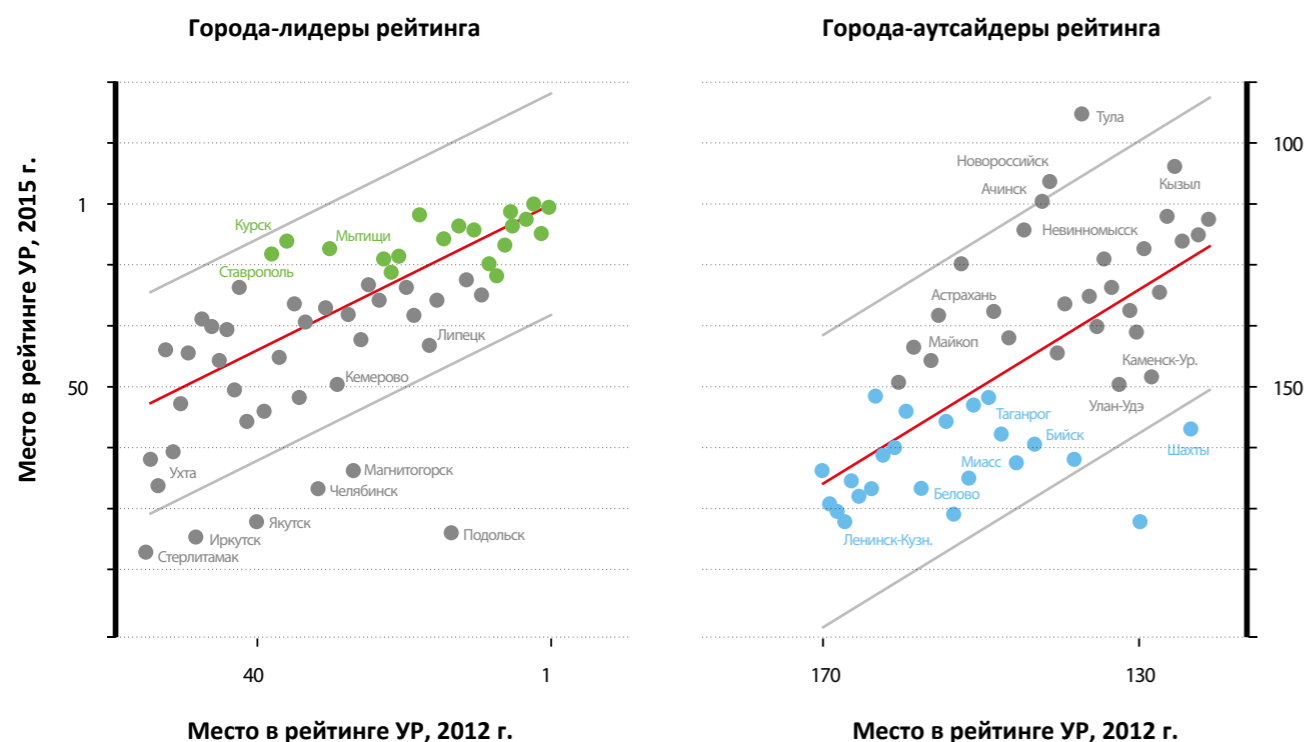 Города-лидеры рейтинга
Города-аутсайдеры рейтинга
Место в рейтинге УР, 2015 г.
1
50
Курск
Мытищи
Ставрополь
Липецк
Кемерово
Ухта
Магнитогорск
Челябинск
Якутск
Подольск
Иркутск
Стерлитамак
40
1
Место в рейтинге УР, 2012 г.
Тула
100
Новороссийск
Ачинск
Кызыл
Невинномысск
Астрахань
Майкоп
Каменск-Ур.
150
Улан-Удэ
Таганрог
Бийск
Шахты
Миасс
Белово
Ленинск-Кузн.
170
130
Место в рейтинге УР, 2012 г.